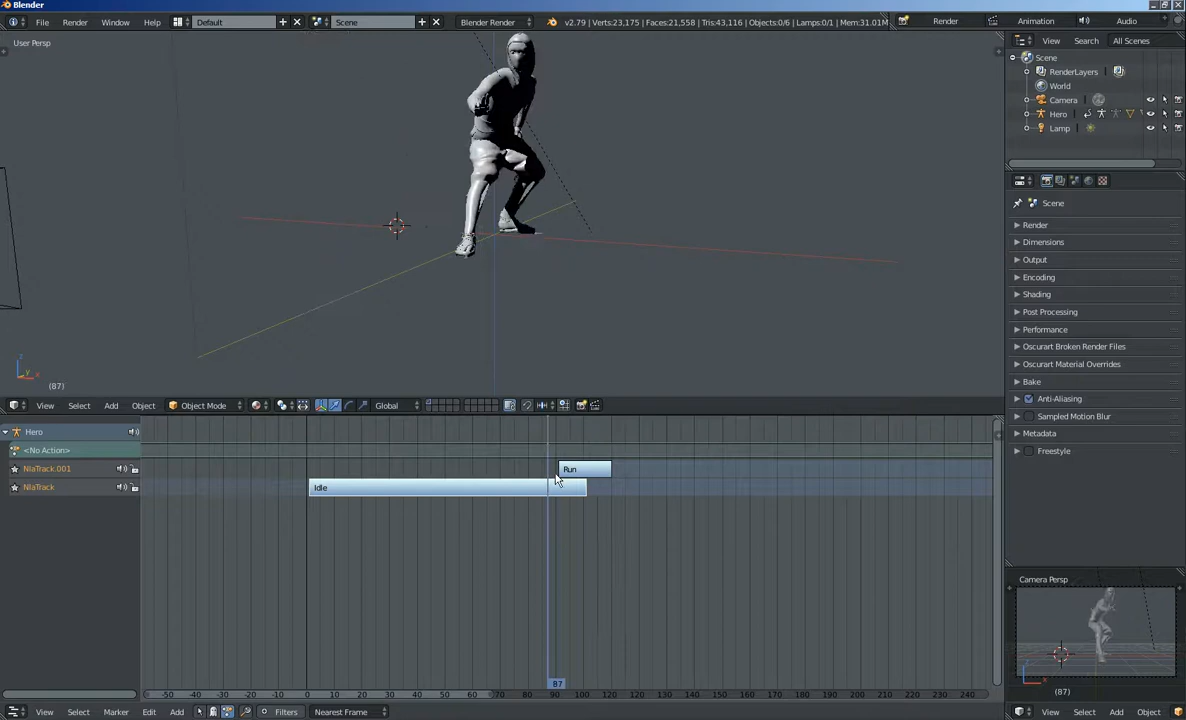 Blender
File Render Window Help Default Scene Blender Render v2.79 | Verts:23,175 | Faces:21,558 | Tris:43,116 | Objects:0/6 | Lamps:0/1 | Mem:31.01M Render Animation Audio
User Persp
View Search All Scenes
Scene
RenderLayers
World
Camera
Hero
Lamp
Scene
Render
Dimensions
Output
Encoding
Shading
Post Processing
Performance
Oscurart Broken Render Files
Oscurart Material Overrides
Bake
Anti-Aliasing
Sampled Motion Blur
Metadata
Freestyle
z
y x
(87)
View Select Add Object Object Mode Global
Hero
<No Action>
NlaTrack.001 Run
NlaTrack Idle
Camera Persp
87
(87)
-50 -40 -30 -20 -10 0 10 20 30 40 50 60 70 80 90 100 110 120 130 140 150 160 170 180 190 200 210 220 230 240
View Select Marker Edit Add Filters Nearest Frame View Select Add Object